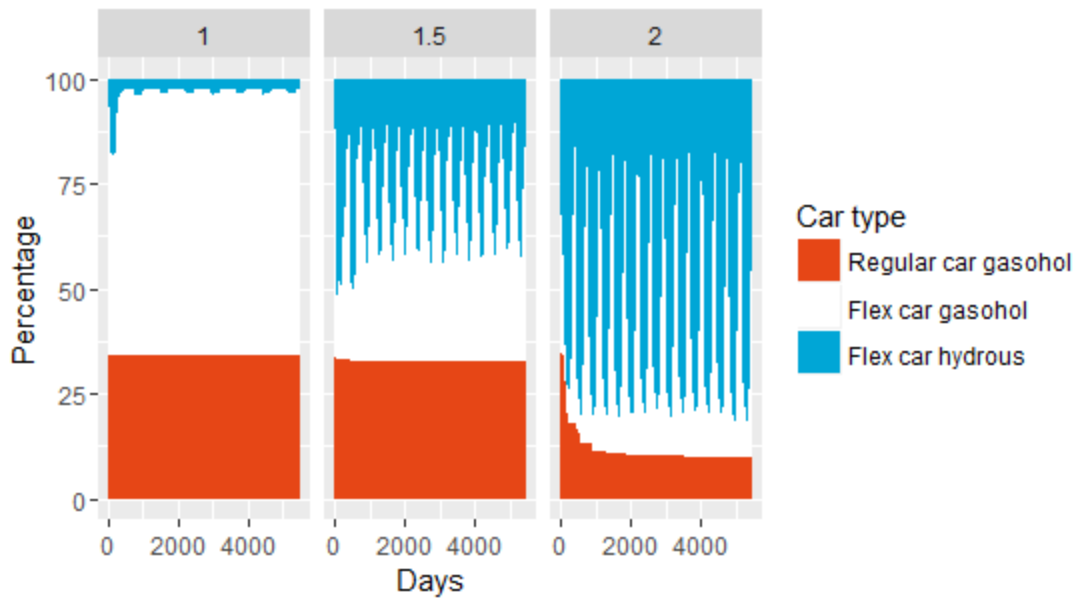 1 1.5 2
100
75
50
25
0
Percentage
0 2000 4000 0 2000 4000 0 2000 4000
Days
Car type
Regular car gasohol
Flex car gasohol
Flex car hydrous